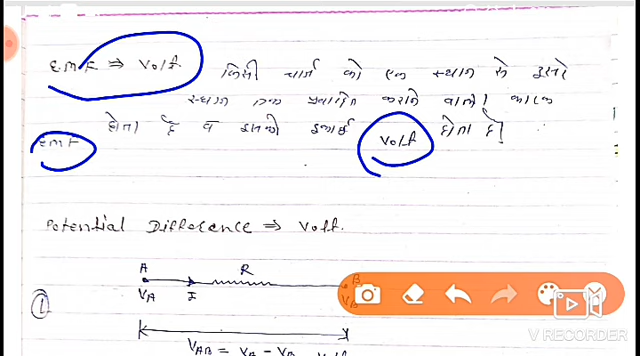 E.M.F ⇒ Volt. किसी चार्ज को एक स्थान से दुसरे
स्थान तक प्रवाहित कराने वाला कारक
EMF होता है व इसकी इकाई Volt होता है।
Potential Difference ⇒ Volt.
A R B
VA I VB
①
VAB = VA - VB
V RECORDER